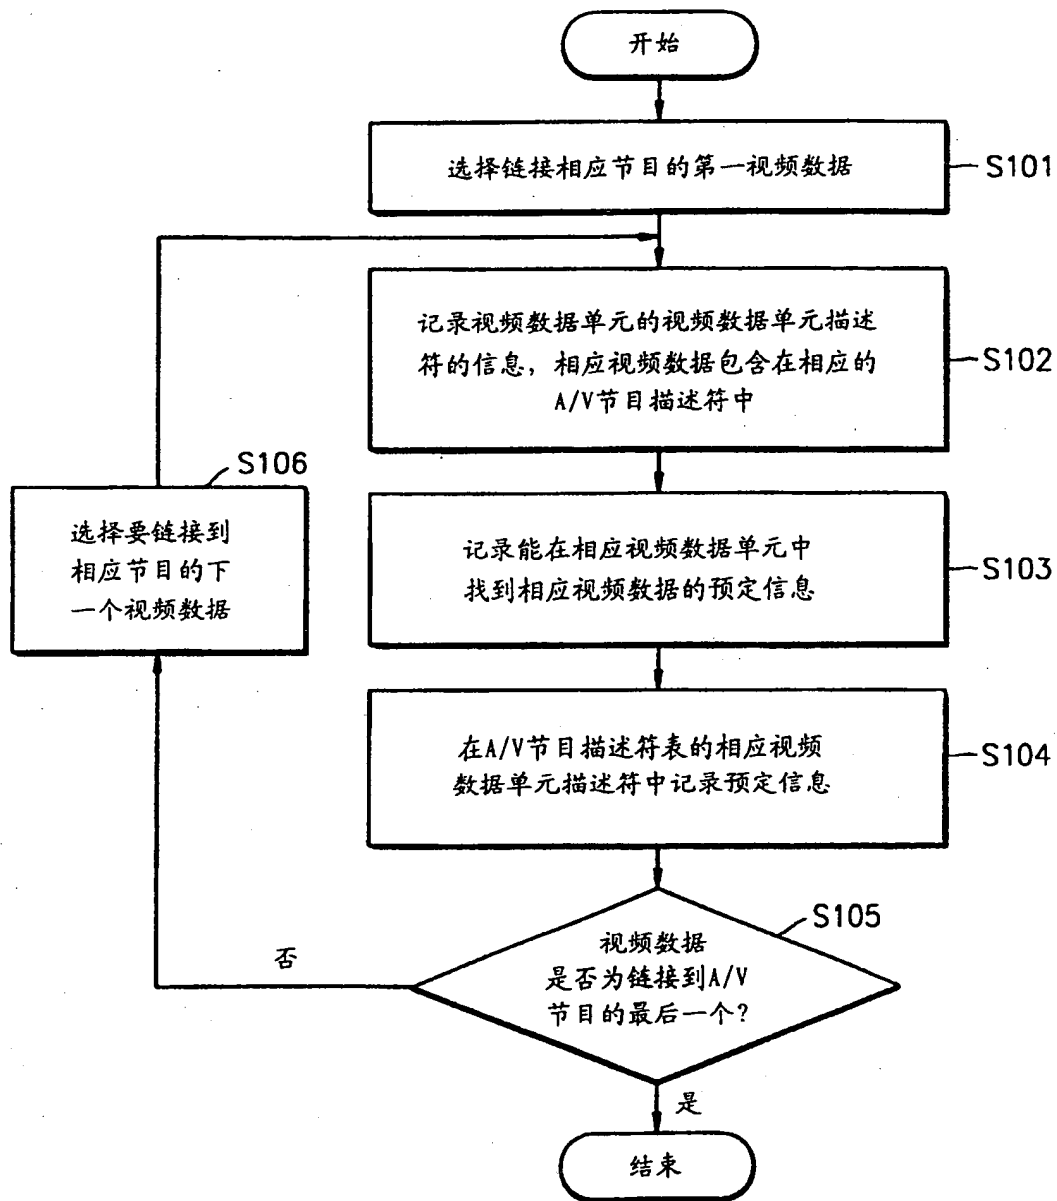 开始
选择链接相应节目的第一视频数据
S101
记录视频数据单元的视频数据单元描述
符的信息，相应视频数据包含在相应的
A/V节目描述符中
S102
S106
选择要链接到
相应节目的下
一个视频数据
记录能在相应视频数据单元中
找到相应视频数据的预定信息
S103
在A/V节目描述符表的相应视频
数据单元描述符中记录预定信息
S104
S105
视频数据
是否为链接到A/V
节目的最后一个?
否
是
结束